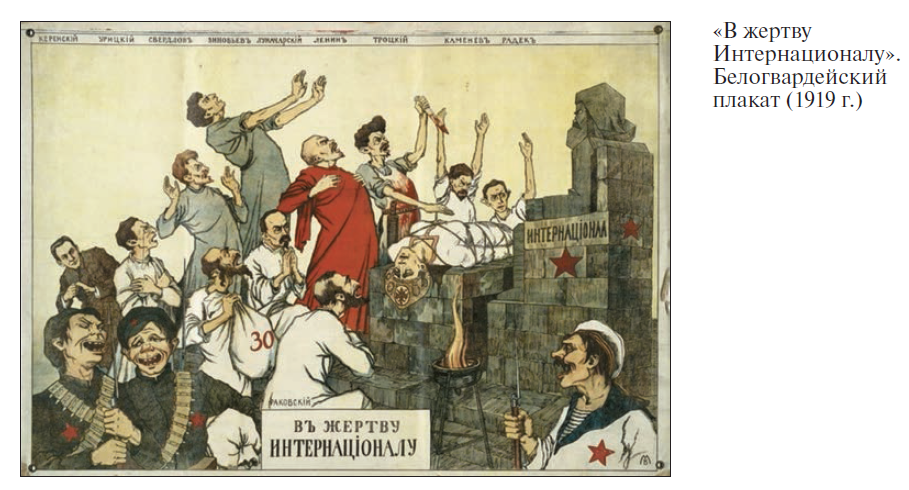 КЕРЕНСКІЙ УРИЦКІЙ СВЕРДЛОВЪ ЗИНОВЬЕВЪ ЛУНАЧАРСКІЙ ЛЕНИНЪ ТРОЦКІЙ КАМЕНЕВЪ РАДЕКЪ
ИНТЕРНАЦІОНАЛ
30
РАКОВСКІЙ
ВЪ ЖЕРТВУ
ИНТЕРНАЦІОНАЛУ
«В жертву
Интернационалу».
Белогвардейский
плакат (1919 г.)